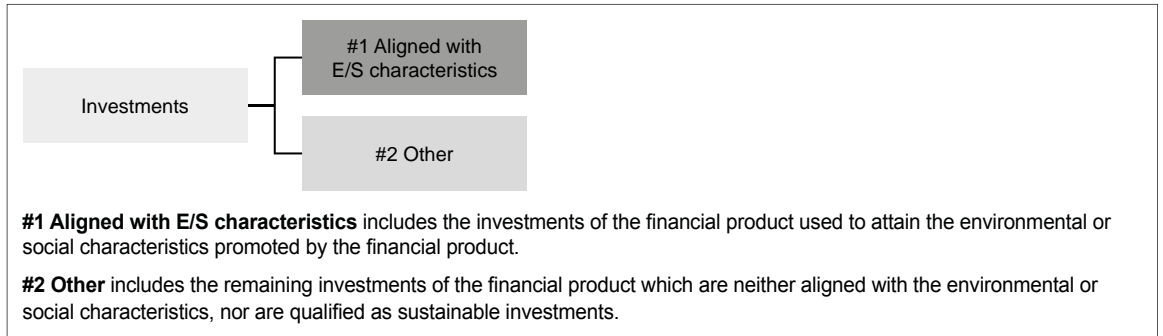 #1 Aligned with
E/S characteristics
Investments
#2 Other
#1 Aligned with E/S characteristics includes the investments of the financial product used to attain the environmental or
social characteristics promoted by the financial product.
#2 Other includes the remaining investments of the financial product which are neither aligned with the environmental or
social characteristics, nor are qualified as sustainable investments.